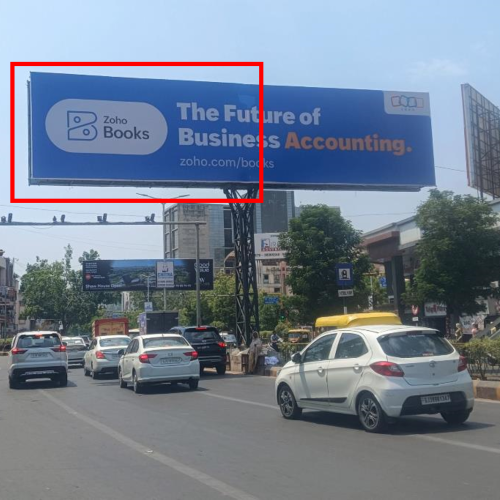 Zoho
Books
The Future of
Business Accounting.
zoho.com/books